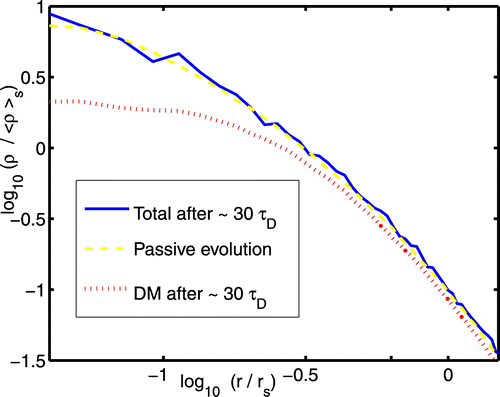 log10 (ρ / <ρ>s)
1
0.5
0
−0.5
−1
−1.5
Total after ~ 30 τD
Passive evolution
DM after ~ 30 τD
−1 −0.5 0
log10 (r / rs)